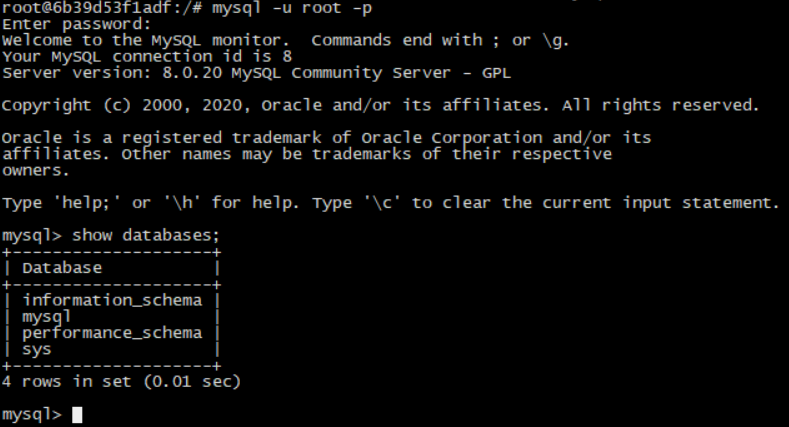 root@6b39d53f1adf:/# mysql -u root -p
Enter password:
Welcome to the MySQL monitor.  Commands end with ; or \g.
Your MySQL connection id is 8
Server version: 8.0.20 MySQL Community Server - GPL
Copyright (c) 2000, 2020, Oracle and/or its affiliates. All rights reserved.
Oracle is a registered trademark of Oracle Corporation and/or its
affiliates. Other names may be trademarks of their respective
owners.
Type 'help;' or '\h' for help. Type '\c' to clear the current input statement.
mysql> show databases;
+--------------------+
| Database           |
+--------------------+
| information_schema |
| mysql              |
| performance_schema |
| sys                |
+--------------------+
4 rows in set (0.01 sec)
mysql>